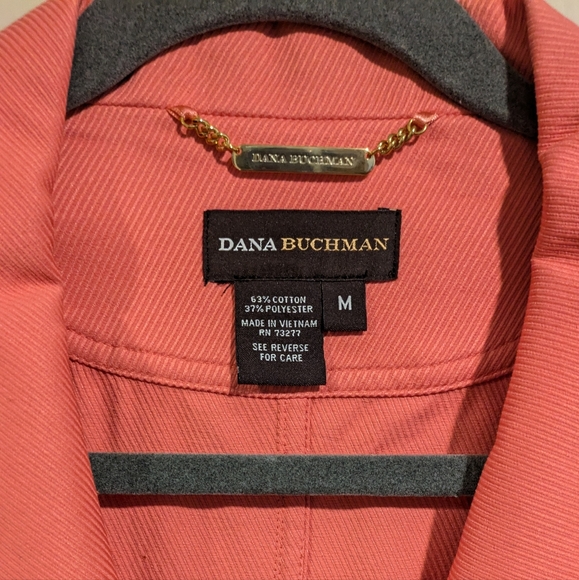 DANA BUCHMAN
DANA BUCHMAN
63% COTTON
37% POLYESTER
MADE IN VIETNAM
RN 73277
SEE REVERSE
FOR CARE
M